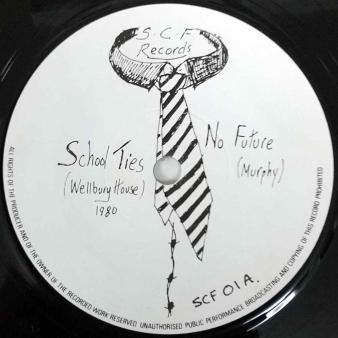 S.C.F.
Records
School Ties
(Wellbury House)
1980
No Future
(Murphy)
SCF 01A.
ALL RIGHTS OF THE PRODUCER AND OF THE OWNER OF THE RECORDED WORK RESERVED UNAUTHORISED PUBLIC PERFORMANCE BROADCASTING AND COPYING OF THIS RECORD PROHIBITED